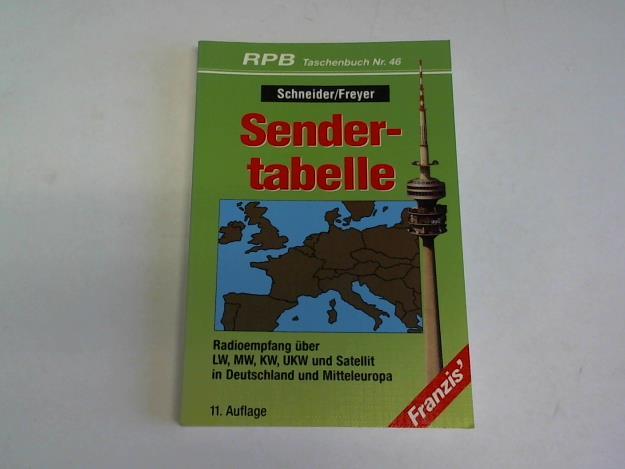 RPB Taschenbuch Nr. 46
Schneider/Freyer
Sender-
tabelle
Radioempfang über
LW, MW, KW, UKW und Satellit
in Deutschland und Mitteleuropa
11. Auflage
Franzis'